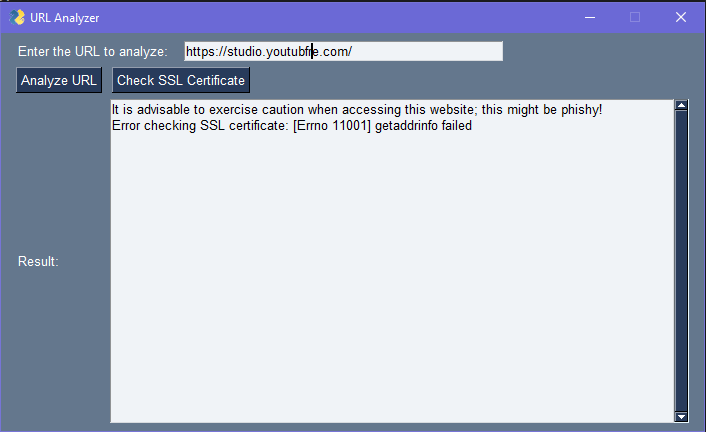 URL Analyzer
Enter the URL to analyze: https://studio.youtubfre.com/
Analyze URL Check SSL Certificate
It is advisable to exercise caution when accessing this website; this might be phishy!
Error checking SSL certificate: [Errno 11001] getaddrinfo failed
Result: